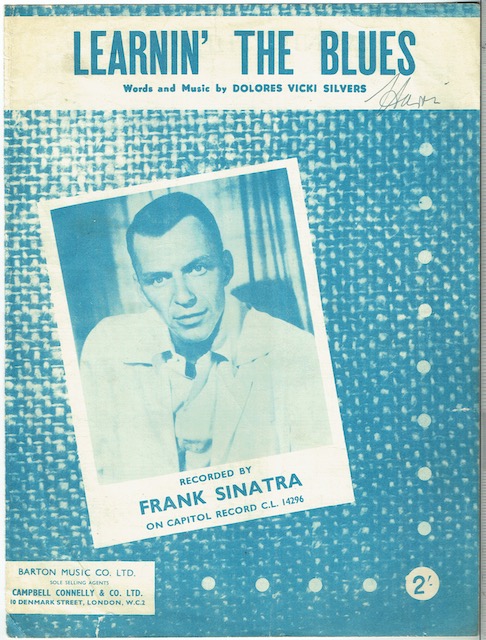 LEARNIN' THE BLUES
Words and Music by DOLORES VICKI SILVERS
RECORDED BY
FRANK SINATRA
ON CAPITOL RECORD C.L. 14296
BARTON MUSIC CO. LTD.
SOLE SELLING AGENTS
CAMPBELL CONNELLY & CO. LTD.
10 DENMARK STREET, LONDON, W.C.2
2/-